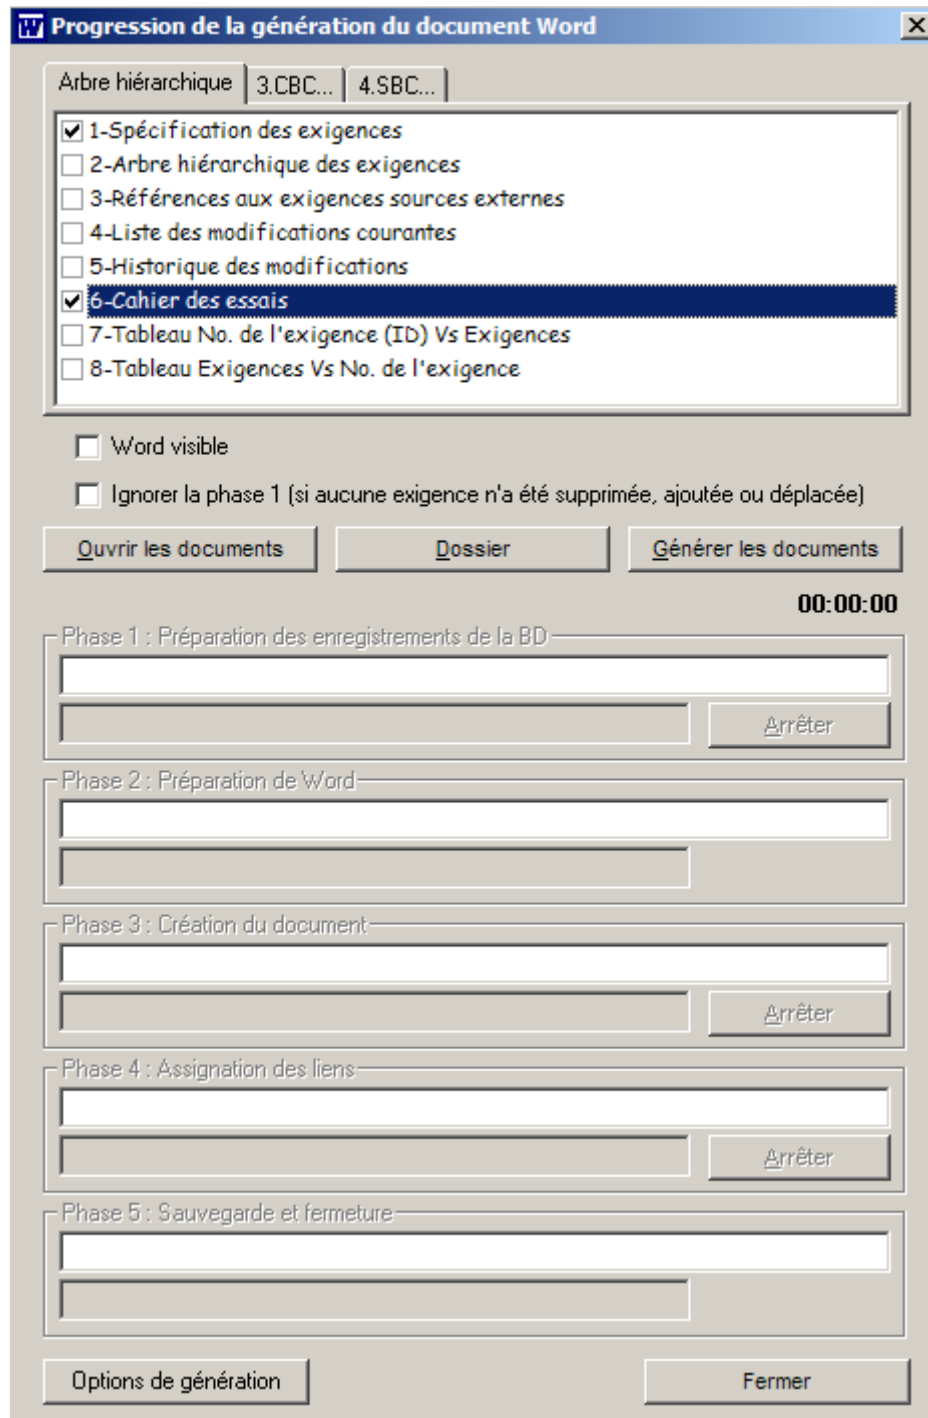 Progression de la génération du document Word
Arbre hiérarchique 3.CBC... 4.SBC...
1-Spécification des exigences
2-Arbre hiérarchique des exigences
3-Références aux exigences sources externes
4-Liste des modifications courantes
5-Historique des modifications
6-Cahier des essais
7-Tableau No. de l'exigence (ID) Vs Exigences
8-Tableau Exigences Vs No. de l'exigence
Word visible
Ignorer la phase 1 (si aucune exigence n'a été supprimée, ajoutée ou déplacée)
Ouvrir les documents Dossier Générer les documents
00:00:00
Phase 1 : Préparation des enregistrements de la BD
Arrêter
Phase 2 : Préparation de Word
Phase 3 : Création du document
Arrêter
Phase 4 : Assignation des liens
Arrêter
Phase 5 : Sauvegarde et fermeture
Options de génération Fermer